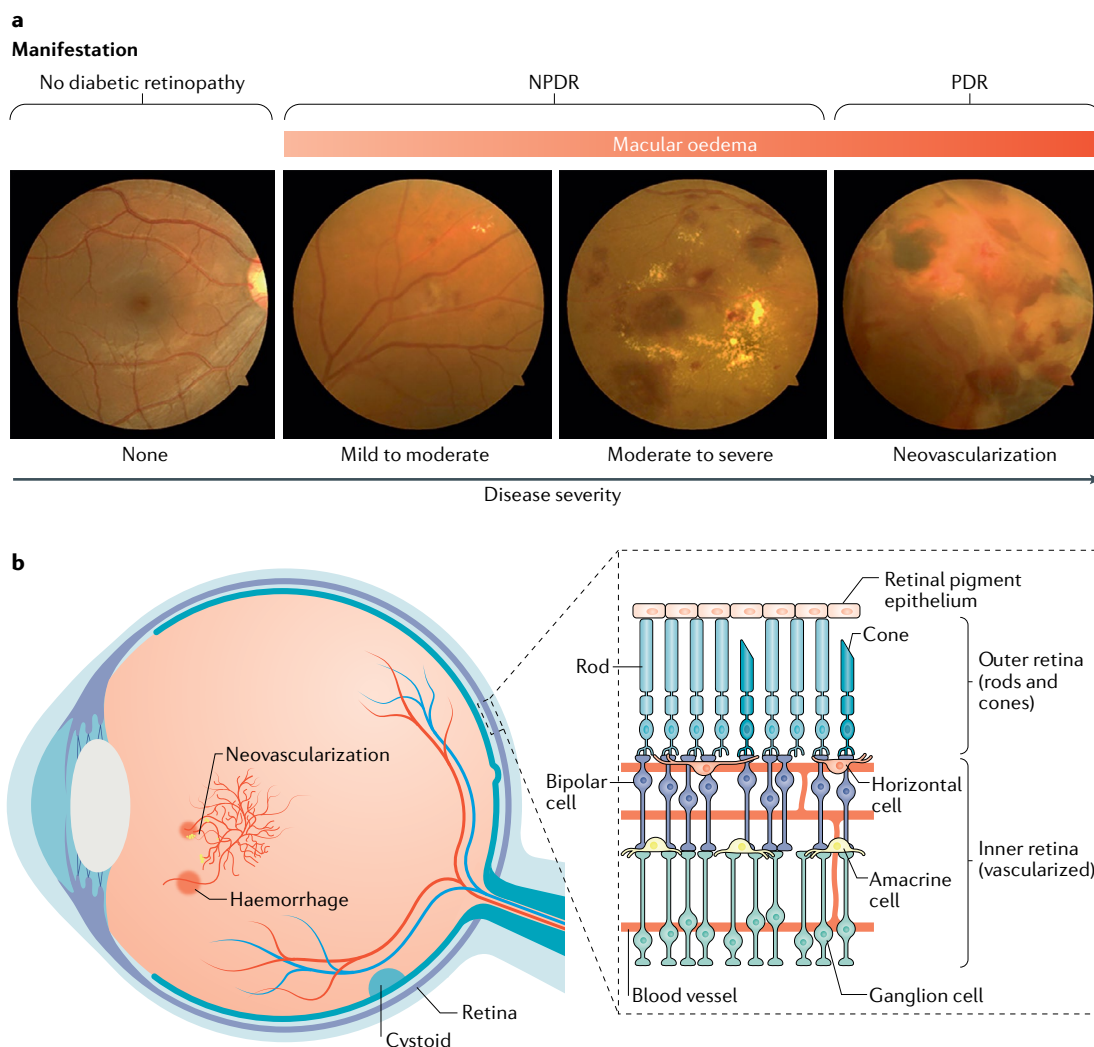 a
Manifestation
No diabetic retinopathy
NPDR
PDR
Macular oedema
None
Mild to moderate
Moderate to severe
Neovascularization
Disease severity
b
Neovascularization
Haemorrhage
Retina
Cystoid
Retinal pigment
epithelium
Cone
Rod
Outer retina
(rods and
cones)
Bipolar
cell
Horizontal
cell
Inner retina
(vascularized)
Amacrine
cell
Blood vessel
Ganglion cell